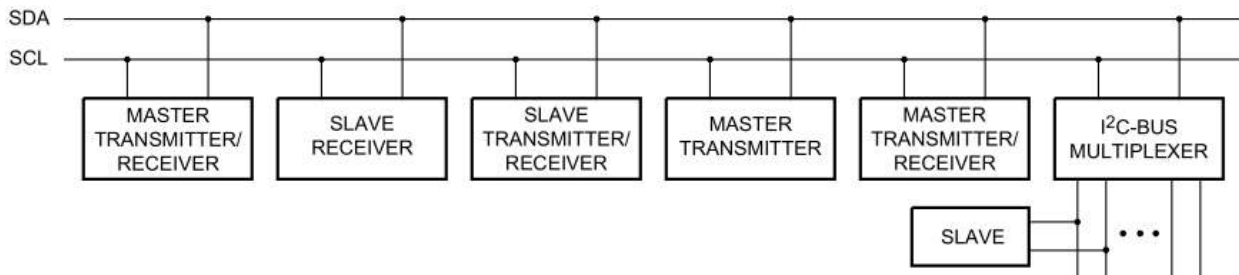 SDA
SCL
MASTER
TRANSMITTER/
RECEIVER
SLAVE
RECEIVER
SLAVE
TRANSMITTER/
RECEIVER
MASTER
TRANSMITTER
MASTER
TRANSMITTER/
RECEIVER
I²C-BUS
MULTIPLEXER
SLAVE